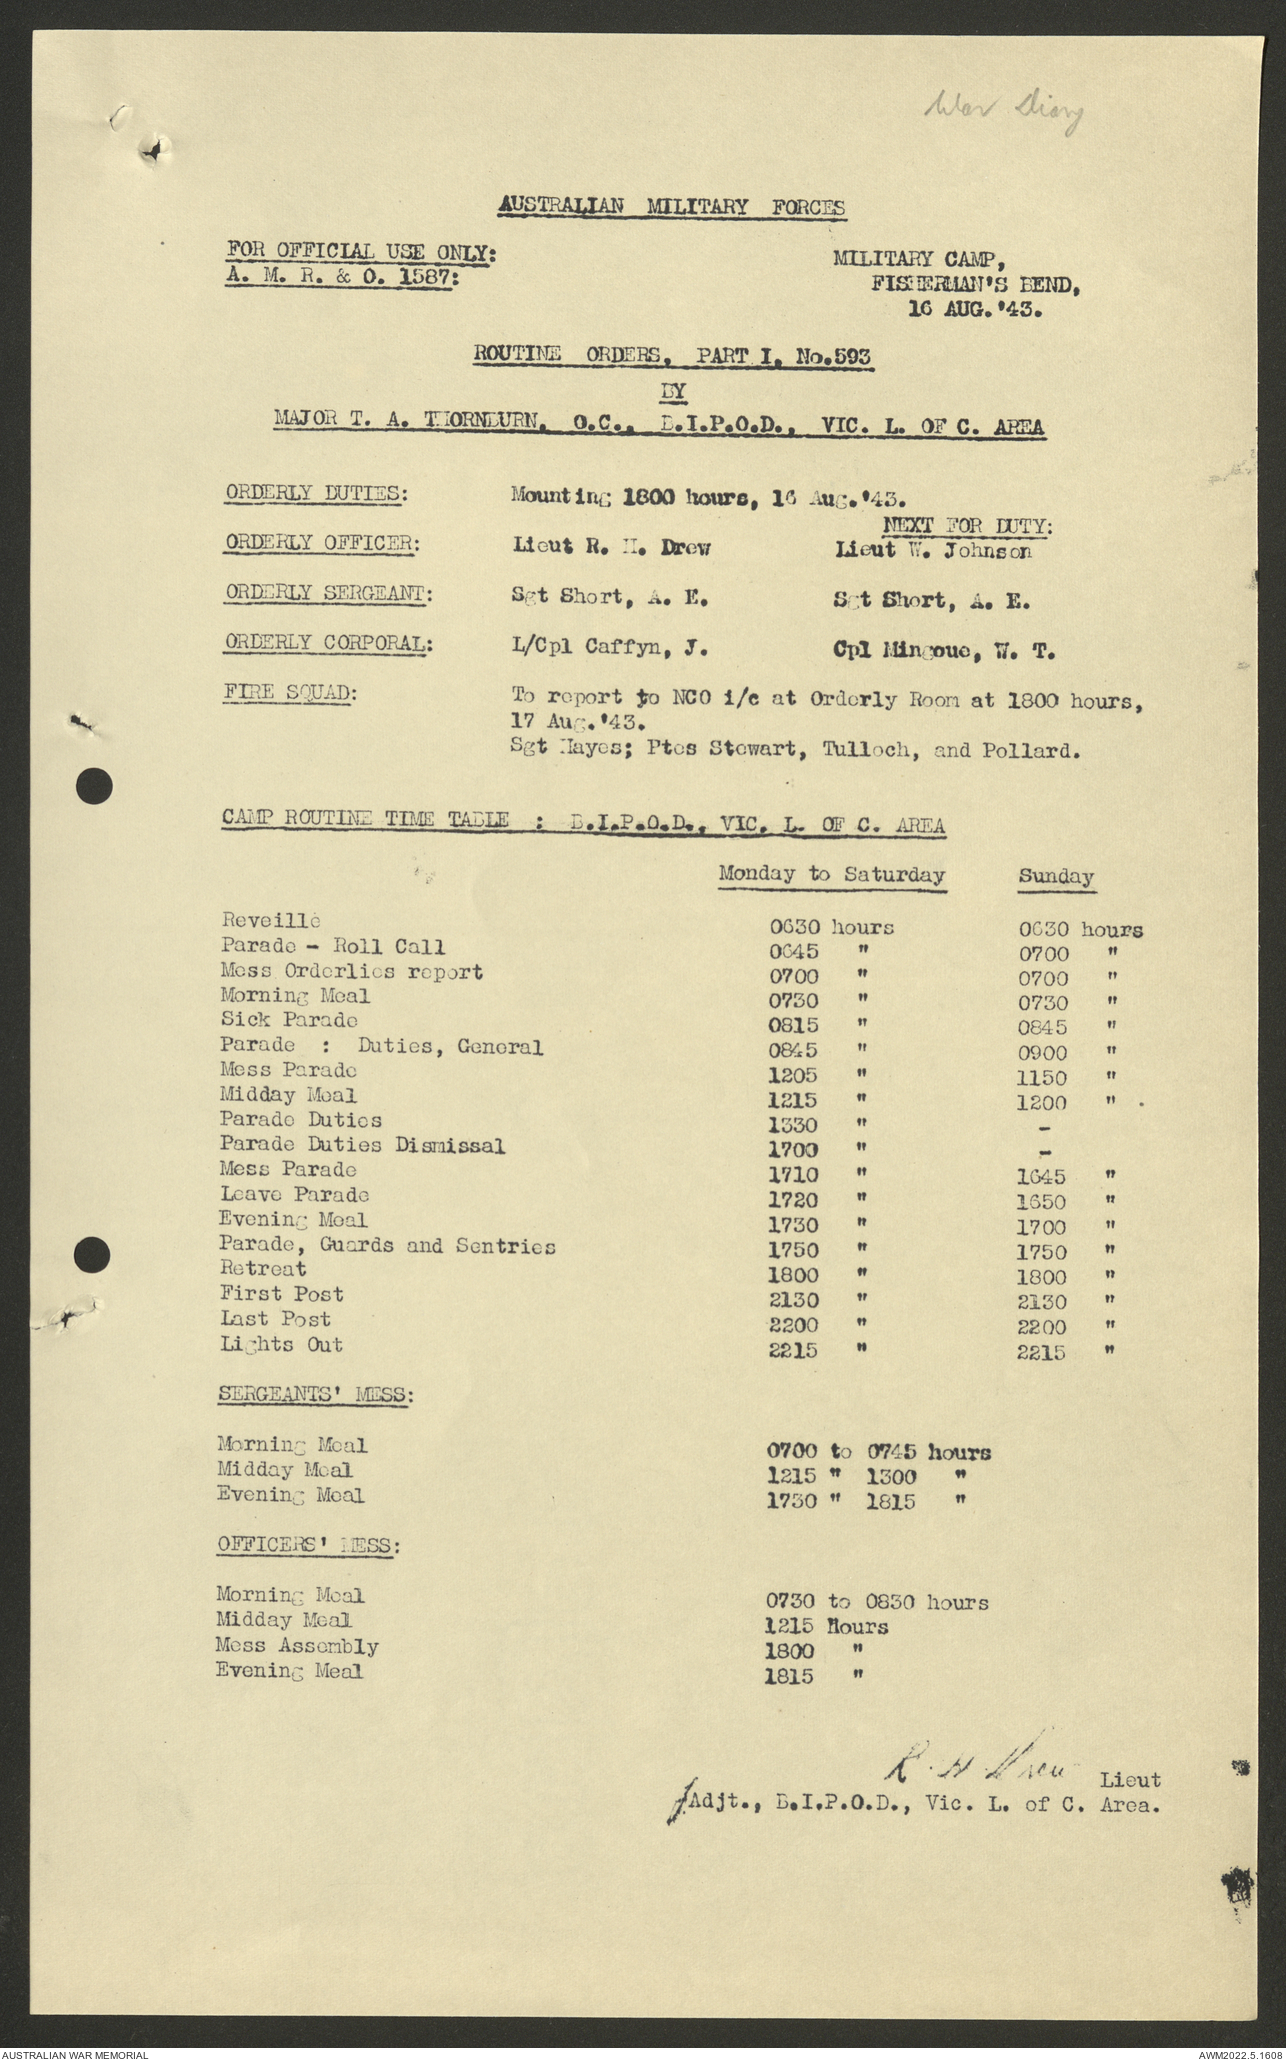 War Diary
AUSTRALIAN MILITARY FORCES
FOR OFFICIAL USE ONLY:
A. M. R. & O. 1587:
MILITARY CAMP,
FISHERMAN'S BEND,
16 AUG.'43.
ROUTINE ORDERS, PART I, No.593
BY
MAJOR T. A. THORNBURN, O.C., B.I.P.O.D., VIC. L. OF C. AREA
ORDERLY DUTIES: Mounting 1800 hours, 16 Aug.'43.
NEXT FOR DUTY:
ORDERLY OFFICER: Lieut R. H. Drew Lieut W. Johnson
ORDERLY SERGEANT: Sgt Short, A. E. Sgt Short, A. E.
ORDERLY CORPORAL: L/Cpl Caffyn, J. Cpl Mingoue, W. T.
FIRE SQUAD: To report to NCO i/c at Orderly Room at 1800 hours,
17 Aug.'43.
Sgt Hayes; Ptes Stewart, Tulloch, and Pollard.
CAMP ROUTINE TIME TABLE : B.I.P.O.D., VIC. L. OF C. AREA
Monday to Saturday Sunday
Reveille 0630 hours 0630 hours
Parade - Roll Call 0645 " 0700 "
Mess Orderlies report 0700 " 0700 "
Morning Meal 0730 " 0730 "
Sick Parade 0815 " 0845 "
Parade : Duties, General 0845 " 0900 "
Mess Parade 1205 " 1150 "
Midday Meal 1215 " 1200 "
Parade Duties 1330 " -
Parade Duties Dismissal 1700 " -
Mess Parade 1710 " 1645 "
Leave Parade 1720 " 1650 "
Evening Meal 1730 " 1700 "
Parade, Guards and Sentries 1750 " 1750 "
Retreat 1800 " 1800 "
First Post 2130 " 2130 "
Last Post 2200 " 2200 "
Lights Out 2215 " 2215 "
SERGEANTS' MESS:
Morning Meal 0700 to 0745 hours
Midday Meal 1215 " 1300 "
Evening Meal 1730 " 1815 "
OFFICERS' MESS:
Morning Meal 0730 to 0830 hours
Midday Meal 1215 Hours
Mess Assembly 1800 "
Evening Meal 1815 "
R. H. Drew Lieut
f Adjt., B.I.P.O.D., Vic. L. of C. Area.
AUSTRALIAN WAR MEMORIAL AWM2022.5.1608